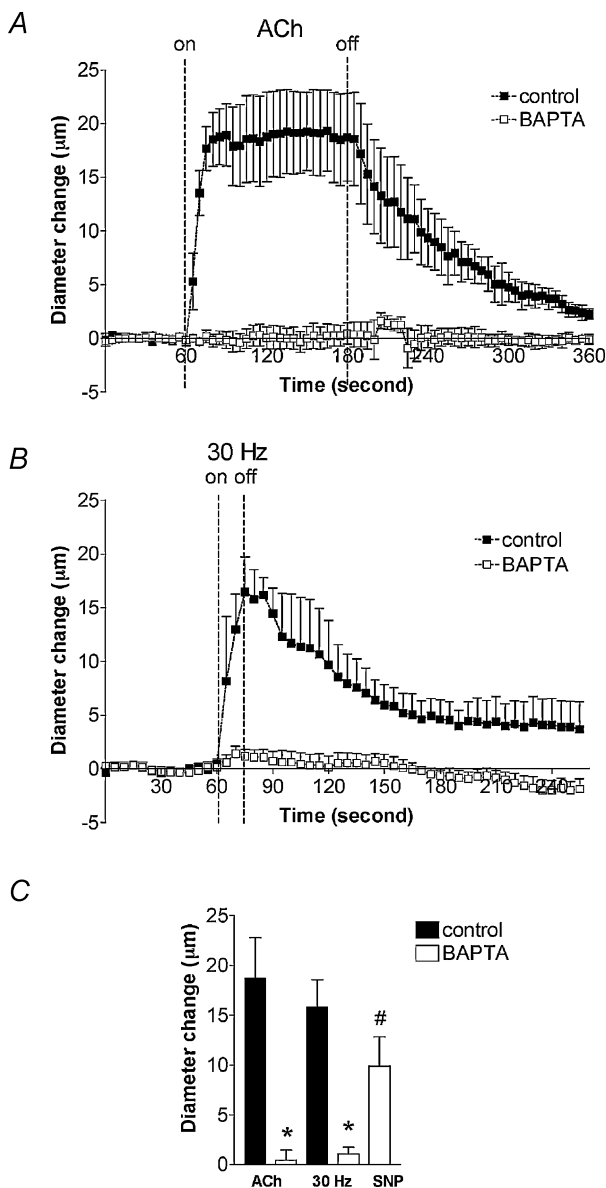 A
ACh
on
off
25
20
15
10
5
0
-5
Diameter change (µm)
control
BAPTA
60
120
180
240
300
360
Time (second)
B
30 Hz
on off
25
20
15
10
5
0
-5
Diameter change (µm)
control
BAPTA
30
60
90
120
150
180
210
240
Time (second)
C
25
20
15
10
5
0
Diameter change (µm)
control
BAPTA
*
*
#
ACh
30 Hz
SNP